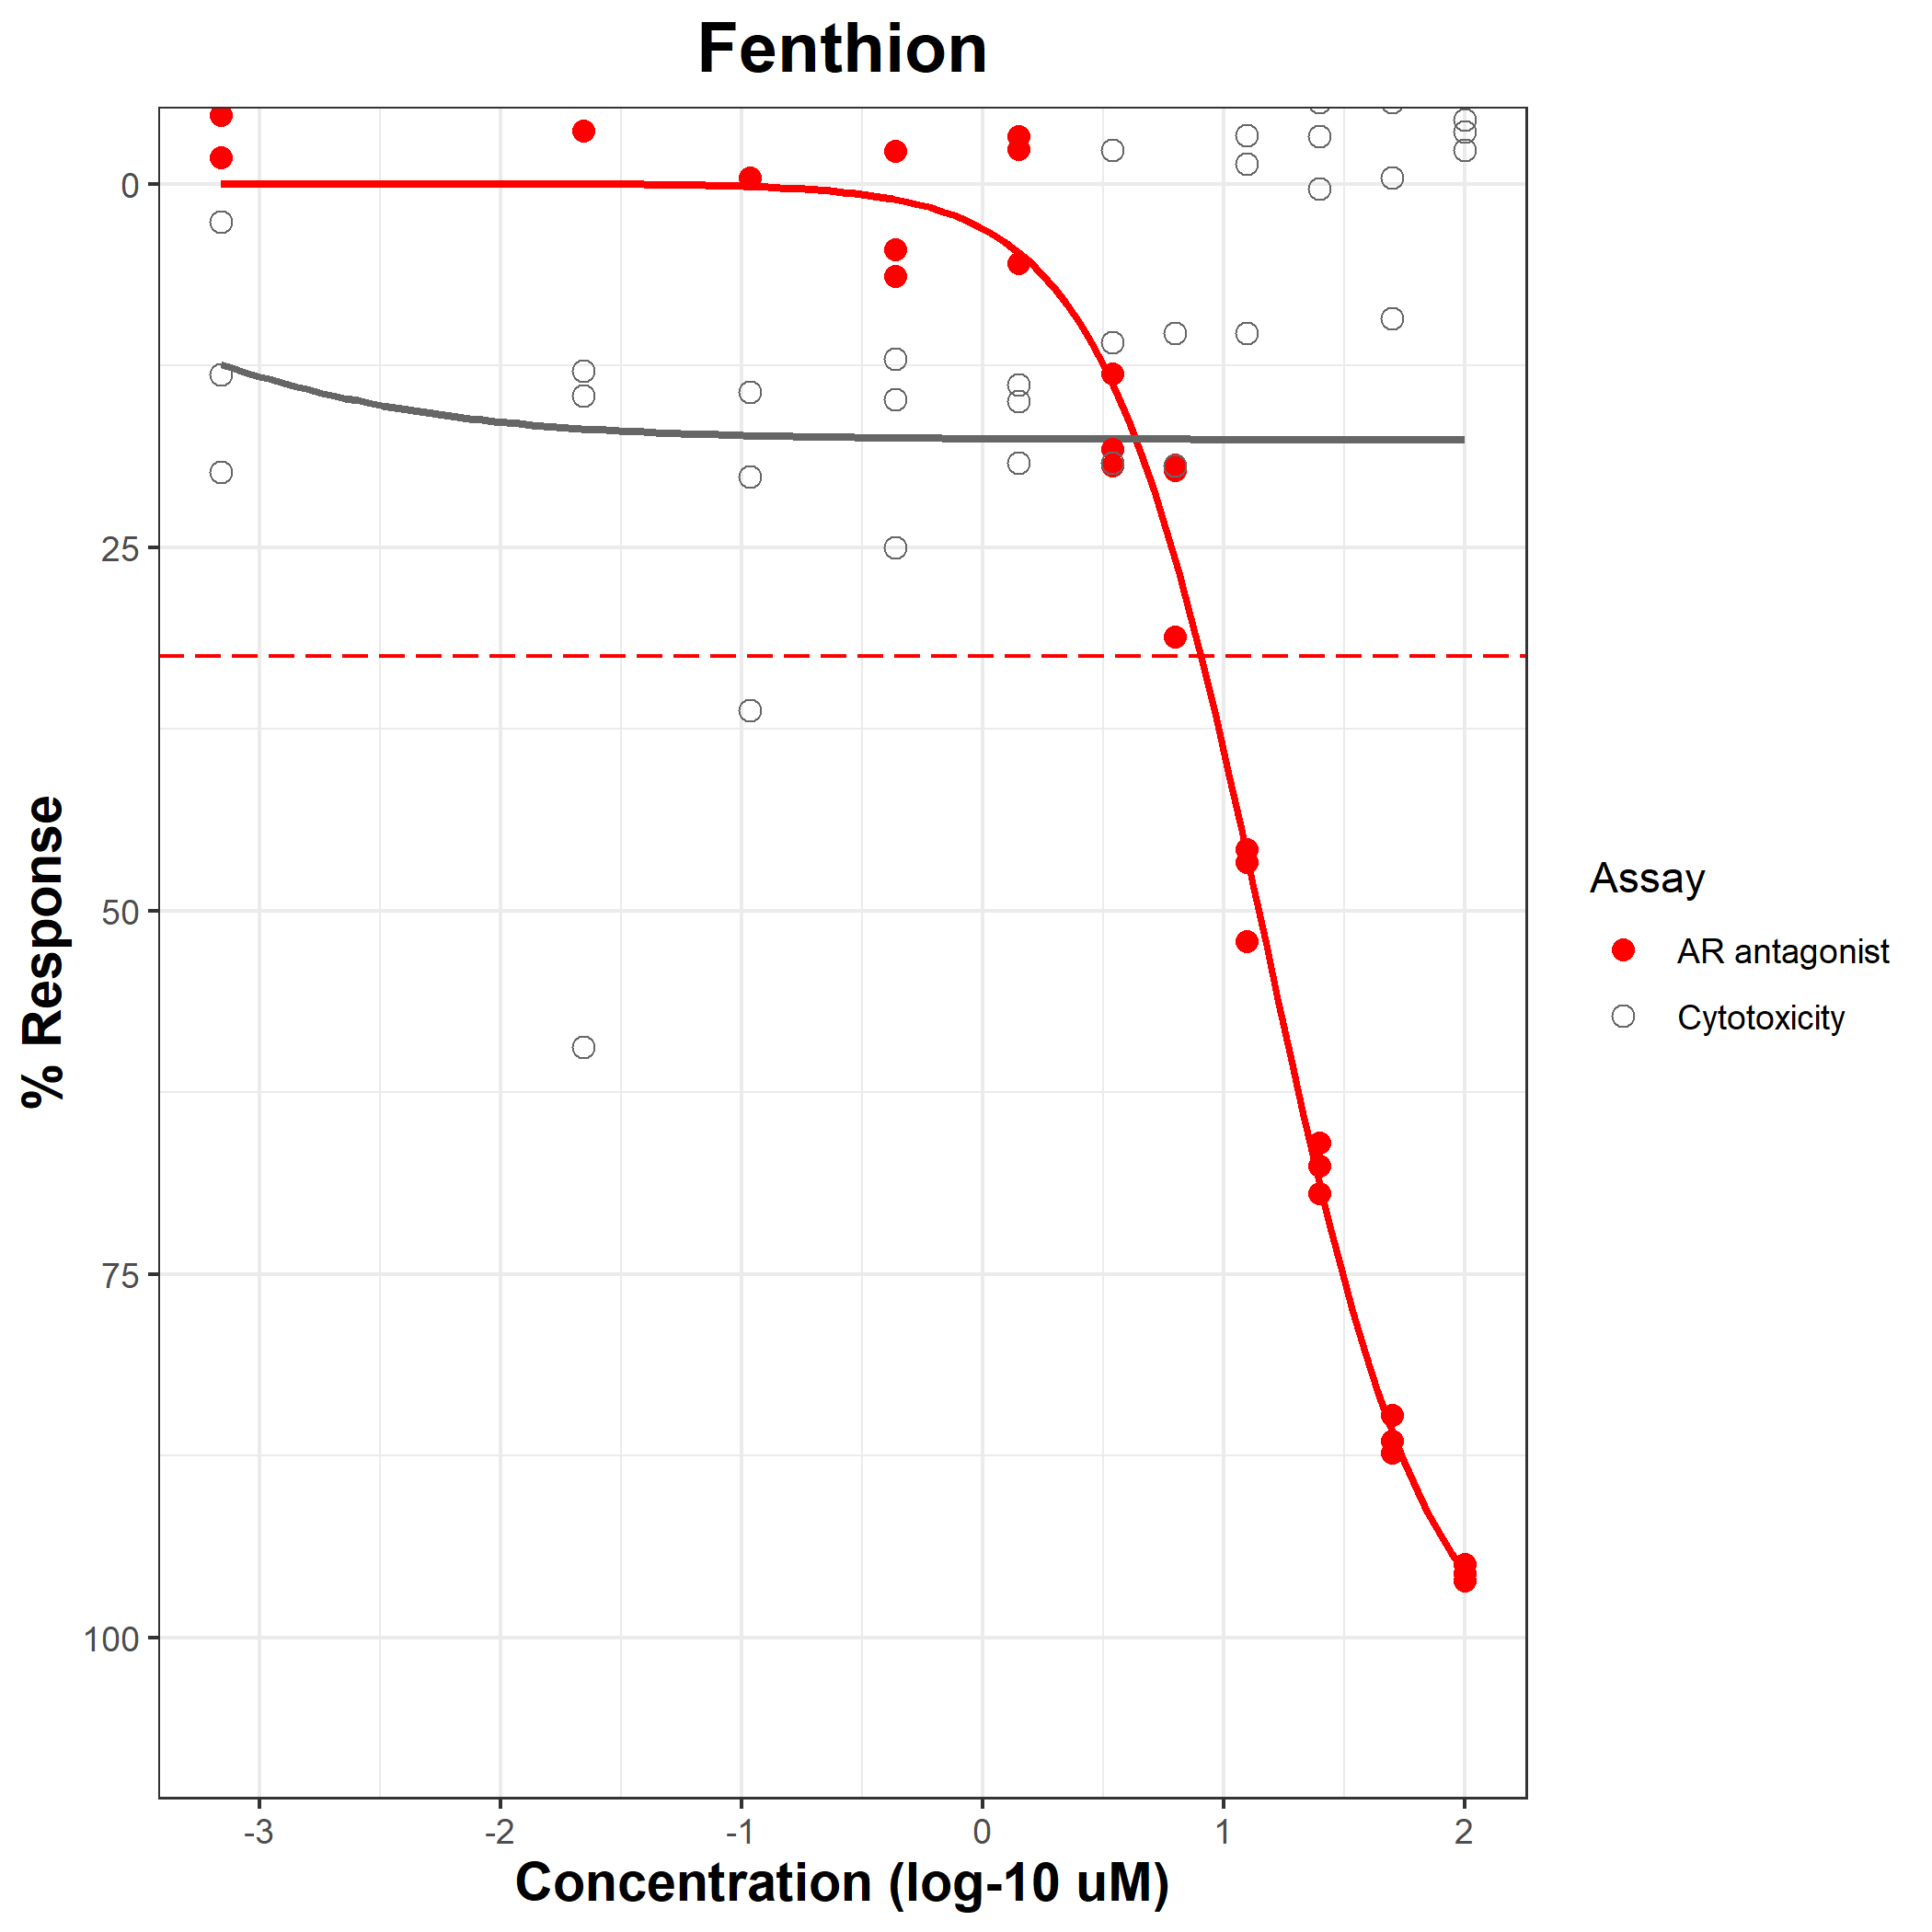 Fenthion
0
25
50
75
100
% Response
-3
-2
-1
0
1
2
Concentration (log-10 uM)
Assay
AR antagonist
Cytotoxicity